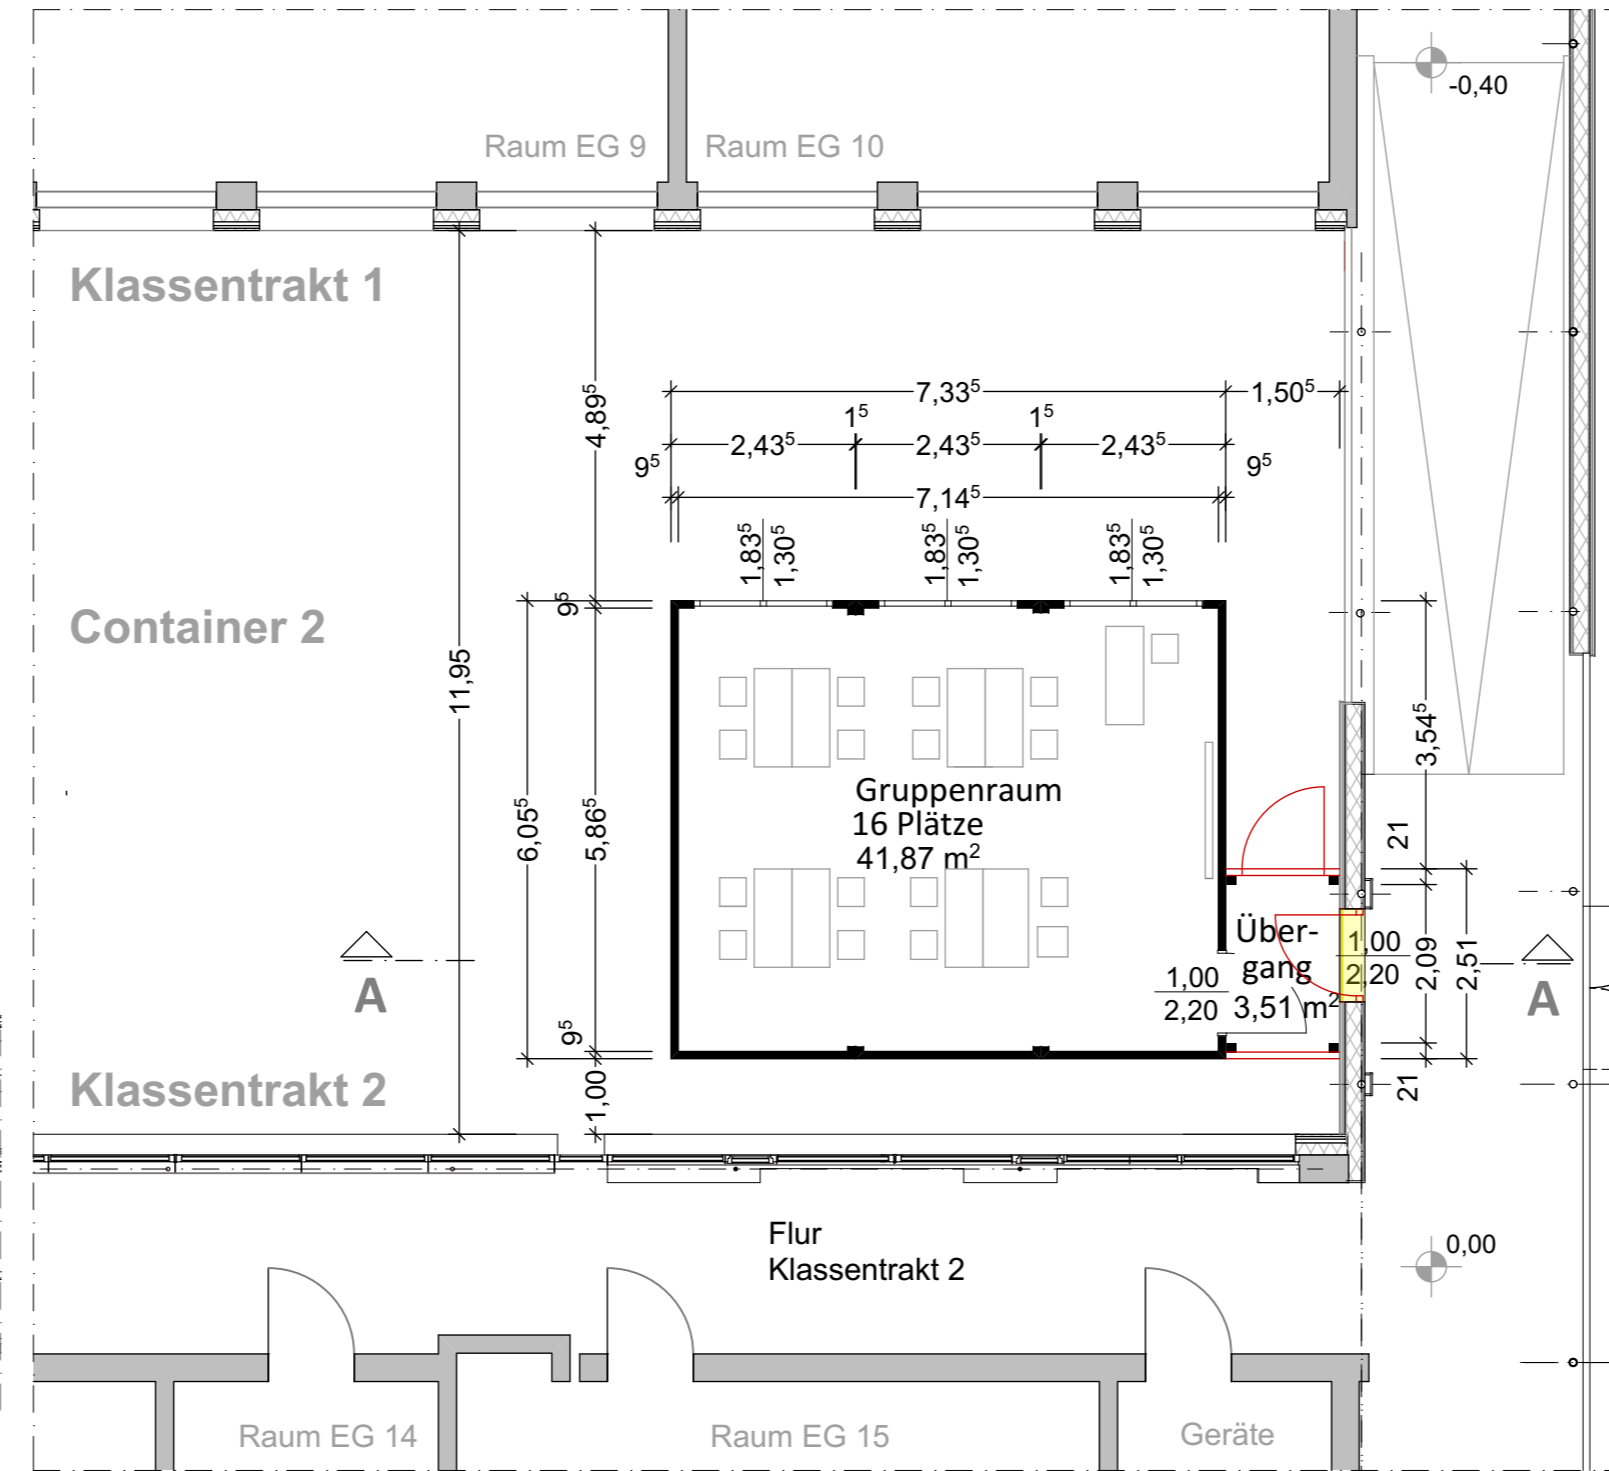 -0,40
Raum EG 9
Raum EG 10
Klassentrakt 1
7,33⁵
1,50⁵
4,89⁵
1⁵
1⁵
2,43⁵
2,43⁵
2,43⁵
9⁵
9⁵
7,14⁵
1,83⁵
1,30⁵
1,83⁵
1,30⁵
1,83⁵
1,30⁵
9⁵
Container 2
11,95
3,54⁵
Gruppenraum
16 Plätze
41,87 m²
6,05⁵
5,86⁵
21
Über-
gang
3,51 m²
1,00
2,20
1,00
2,20
2,09
2,51
A
A
9⁵
Klassentrakt 2
1,00
21
Flur
Klassentrakt 2
0,00
Raum EG 14
Raum EG 15
Geräte